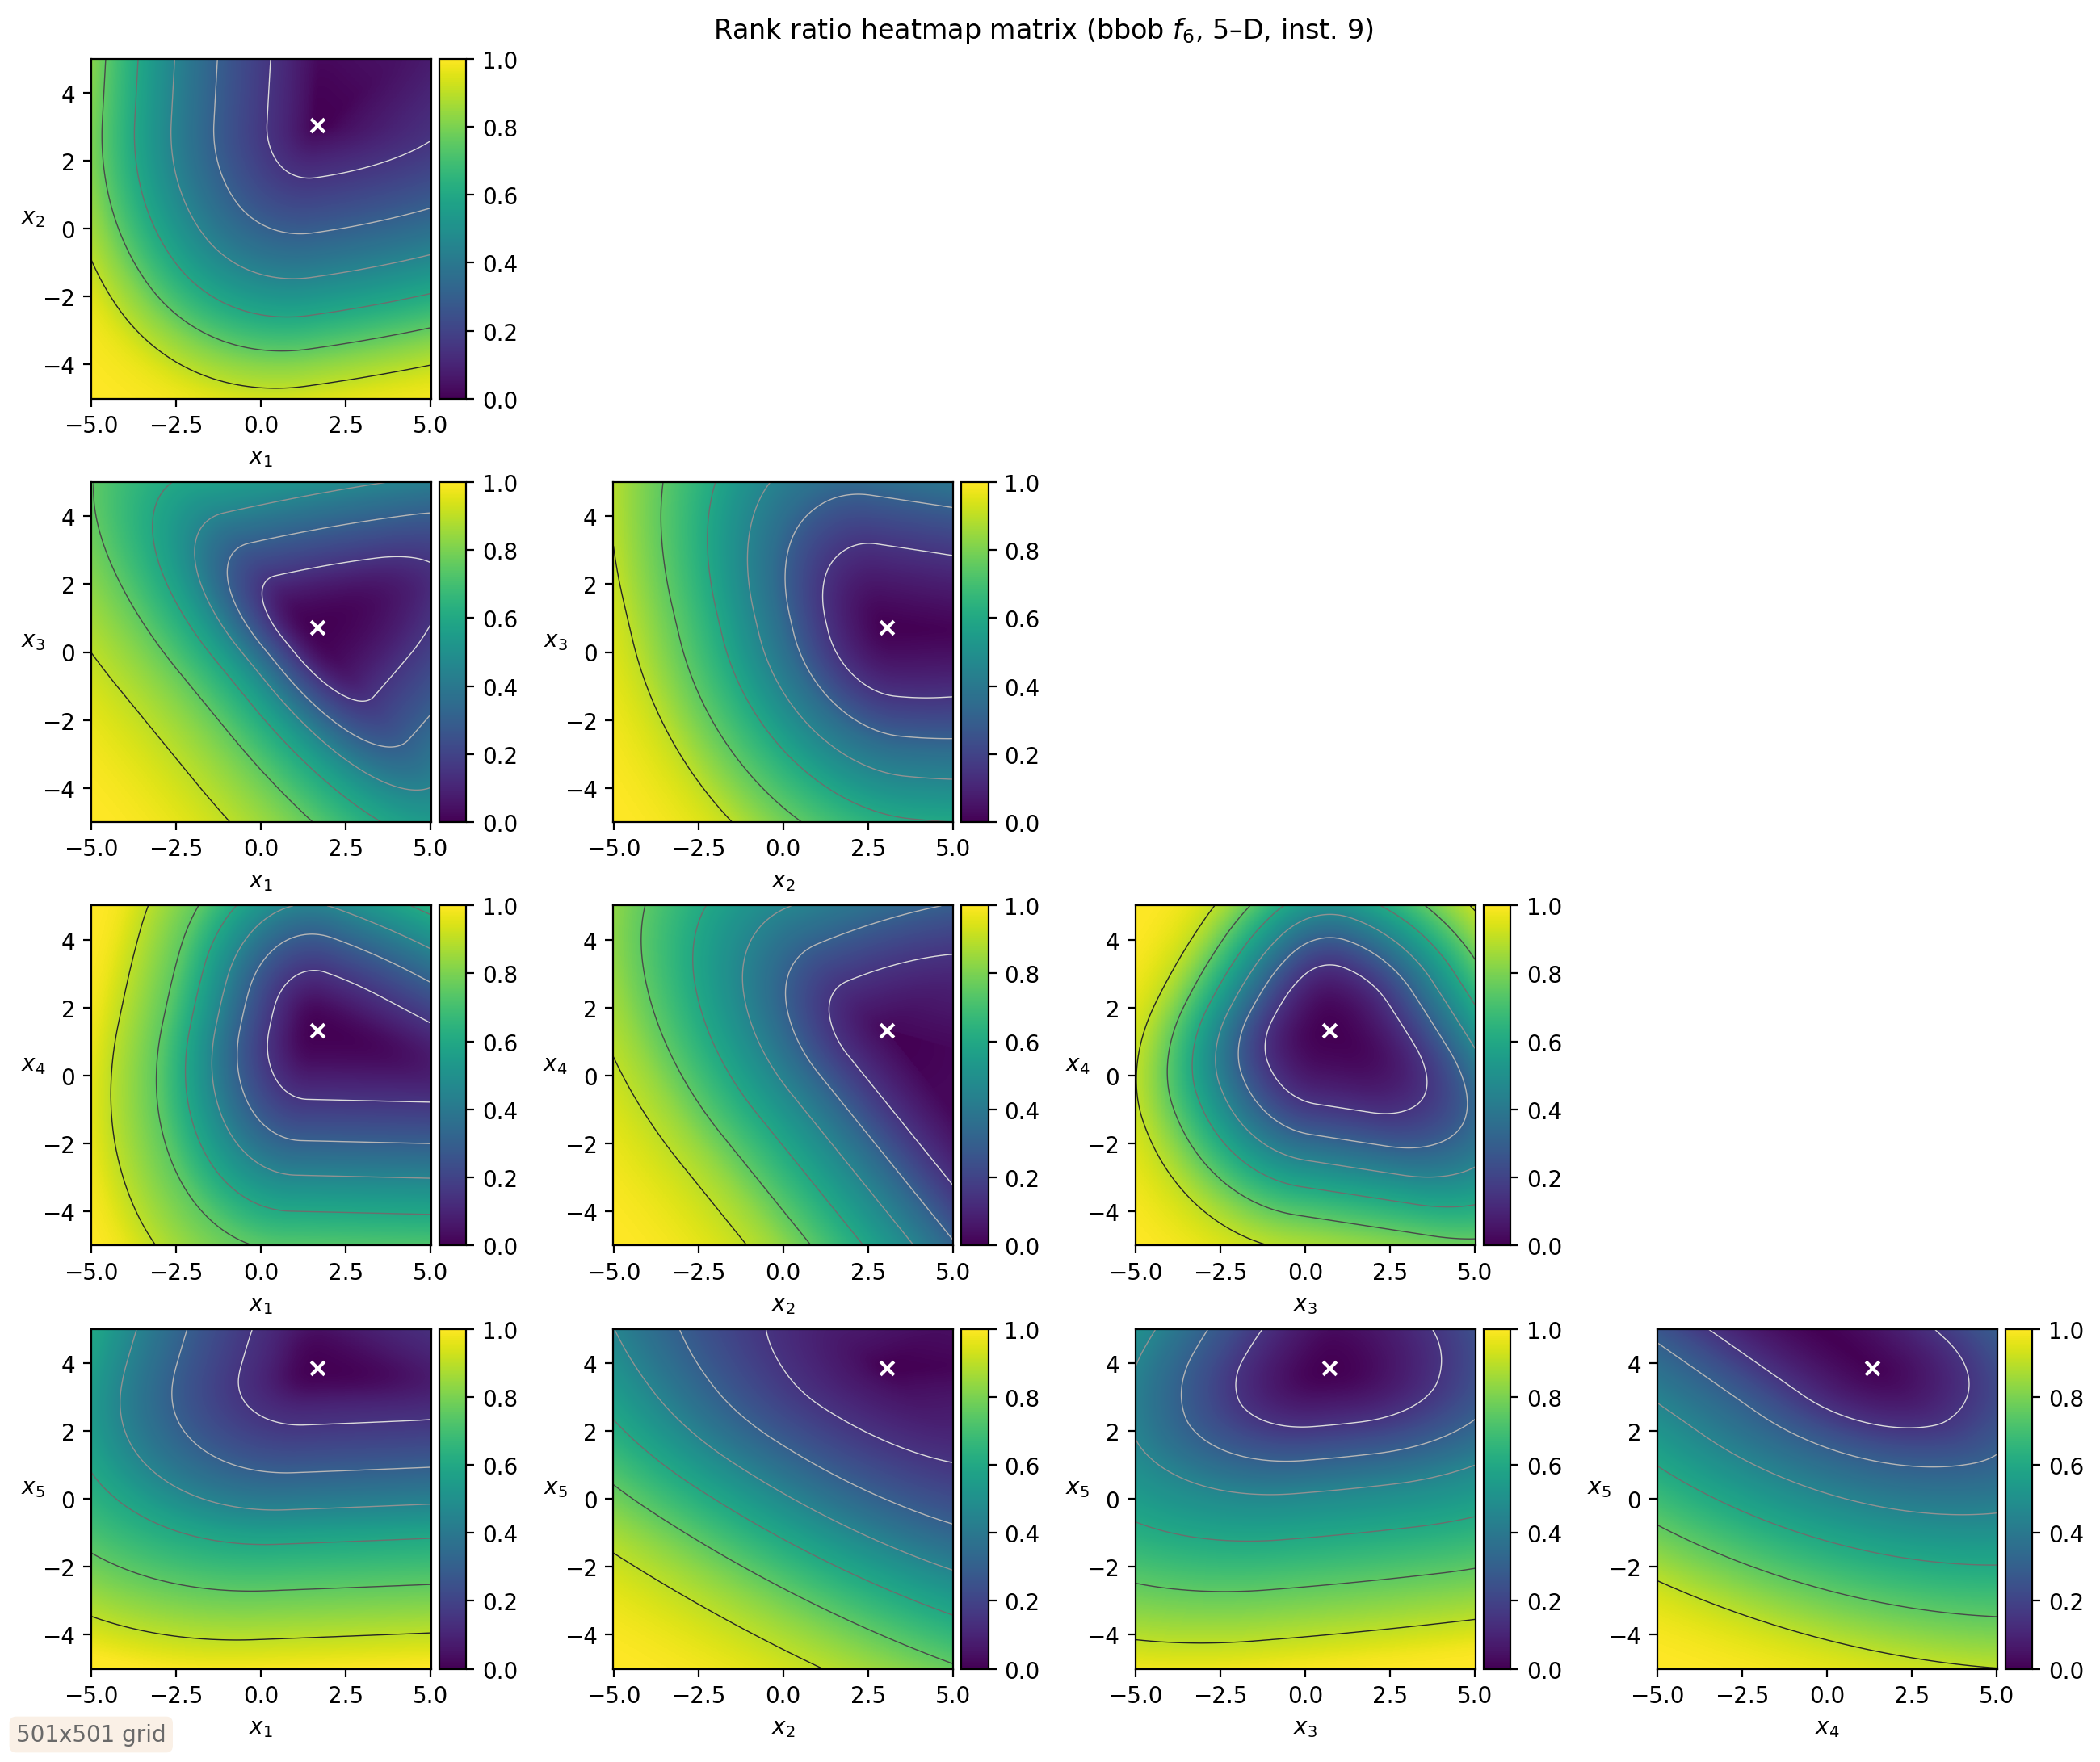 Rank ratio heatmap matrix (bbob f₆, 5–D, inst. 9)
1.0
4
0.8
2
0.6
x₂
0
0.4
−2
0.2
−4
0.0
−5.0 −2.5 0.0 2.5 5.0
x₁
1.0 1.0
4 4
0.8 0.8
2 2
0.6 0.6
x₃ x₃
0 0
0.4 0.4
−2 −2
0.2 0.2
−4 −4
0.0 0.0
−5.0 −2.5 0.0 2.5 5.0 −5.0 −2.5 0.0 2.5 5.0
x₁ x₂
1.0 1.0 1.0
4 4 4
0.8 0.8 0.8
2 2 2
0.6 0.6 0.6
x₄ x₄ x₄
0 0 0
0.4 0.4 0.4
−2 −2 −2
0.2 0.2 0.2
−4 −4 −4
0.0 0.0 0.0
−5.0 −2.5 0.0 2.5 5.0 −5.0 −2.5 0.0 2.5 5.0 −5.0 −2.5 0.0 2.5 5.0
x₁ x₂ x₃
1.0 1.0 1.0 1.0
4 4 4 4
0.8 0.8 0.8 0.8
2 2 2 2
0.6 0.6 0.6 0.6
x₅ x₅ x₅ x₅
0 0 0 0
0.4 0.4 0.4 0.4
−2 −2 −2 −2
0.2 0.2 0.2 0.2
−4 −4 −4 −4
0.0 0.0 0.0 0.0
−5.0 −2.5 0.0 2.5 5.0 −5.0 −2.5 0.0 2.5 5.0 −5.0 −2.5 0.0 2.5 5.0 −5.0 −2.5 0.0 2.5 5.0
x₁ x₂ x₃ x₄
501x501 grid